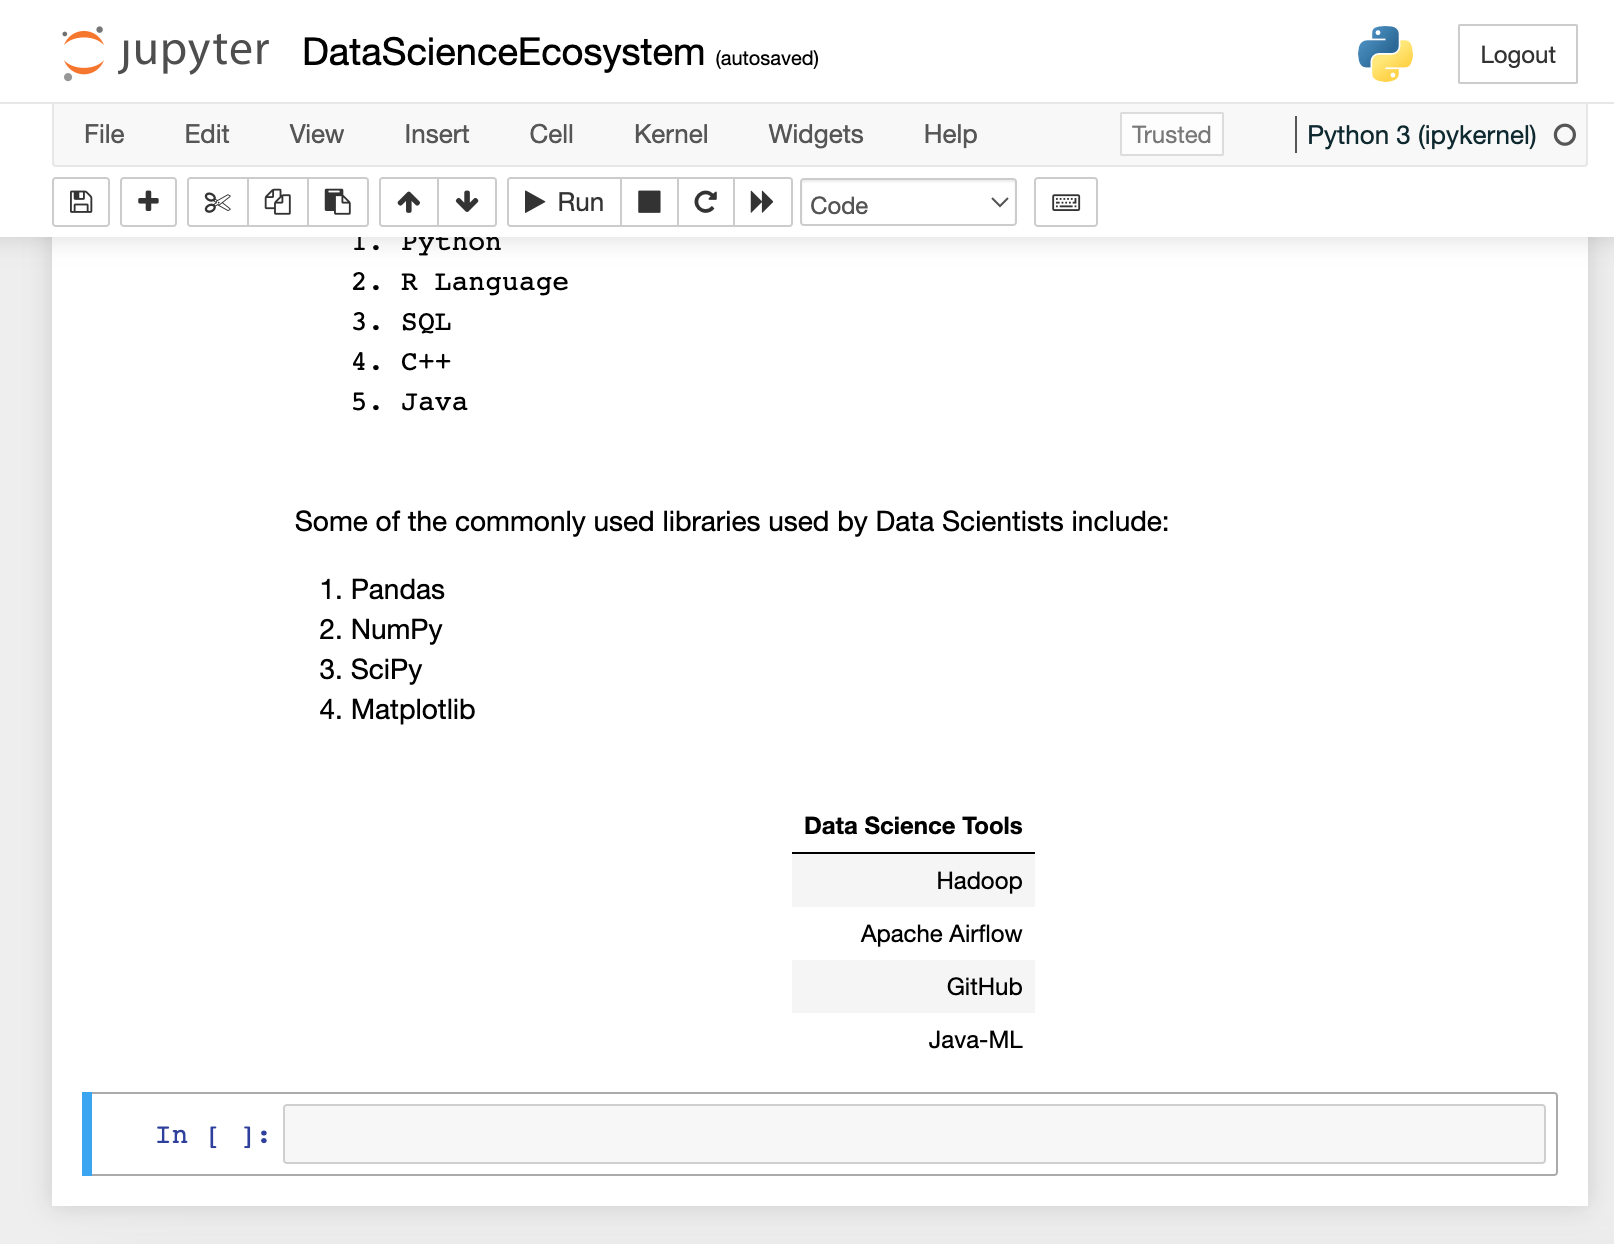 jupyter DataScienceEcosystem (autosaved) Logout
File Edit View Insert Cell Kernel Widgets Help Trusted Python 3 (ipykernel)
Run Code
1. Python
2. R Language
3. SQL
4. C++
5. Java
Some of the commonly used libraries used by Data Scientists include:
1. Pandas
2. NumPy
3. SciPy
4. Matplotlib
Data Science Tools
Hadoop
Apache Airflow
GitHub
Java-ML
In [ ]: